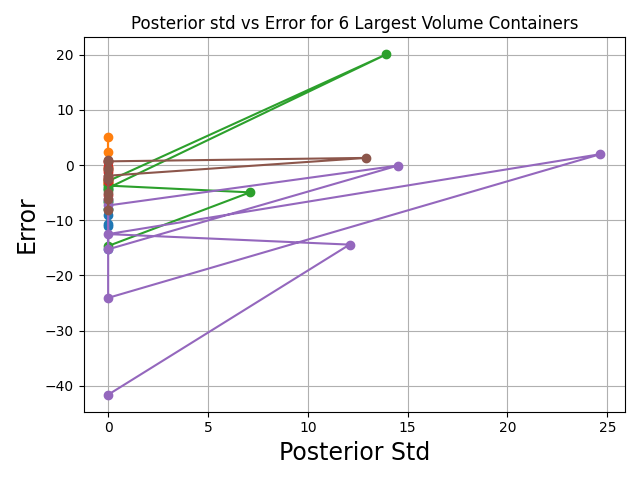 Posterior std vs Error for 6 Largest Volume Containers
20
10
0
−10
−20
−30
−40
Error
0 5 10 15 20 25
Posterior Std